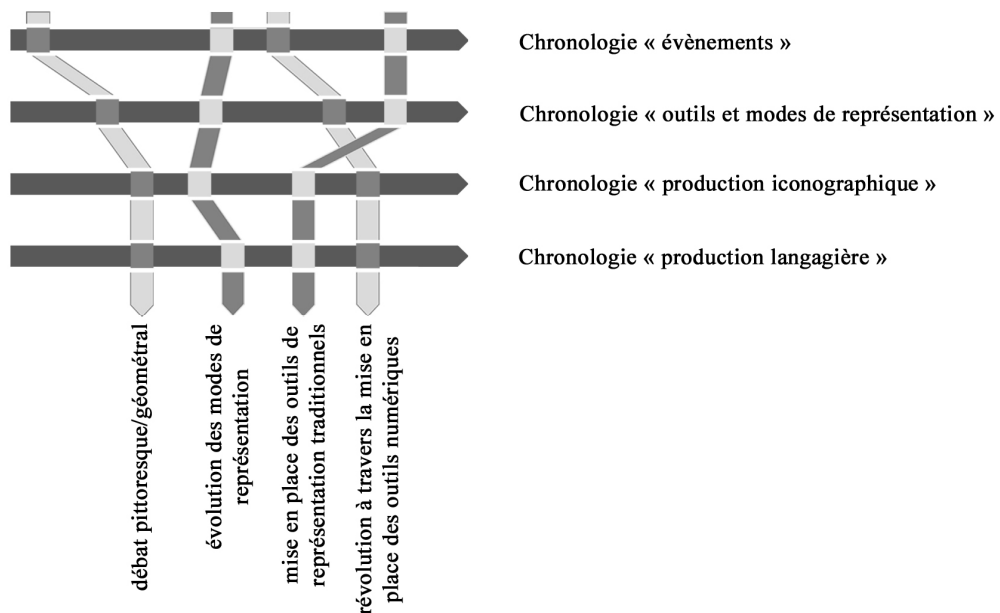 Chronologie « évènements »
Chronologie « outils et modes de représentation »
Chronologie « production iconographique »
Chronologie « production langagière »
débat pittoresque/géométral
évolution des modes de
représentation
mise en place des outils de
représentation traditionnels
révolution à travers la mise en
place des outils numériques